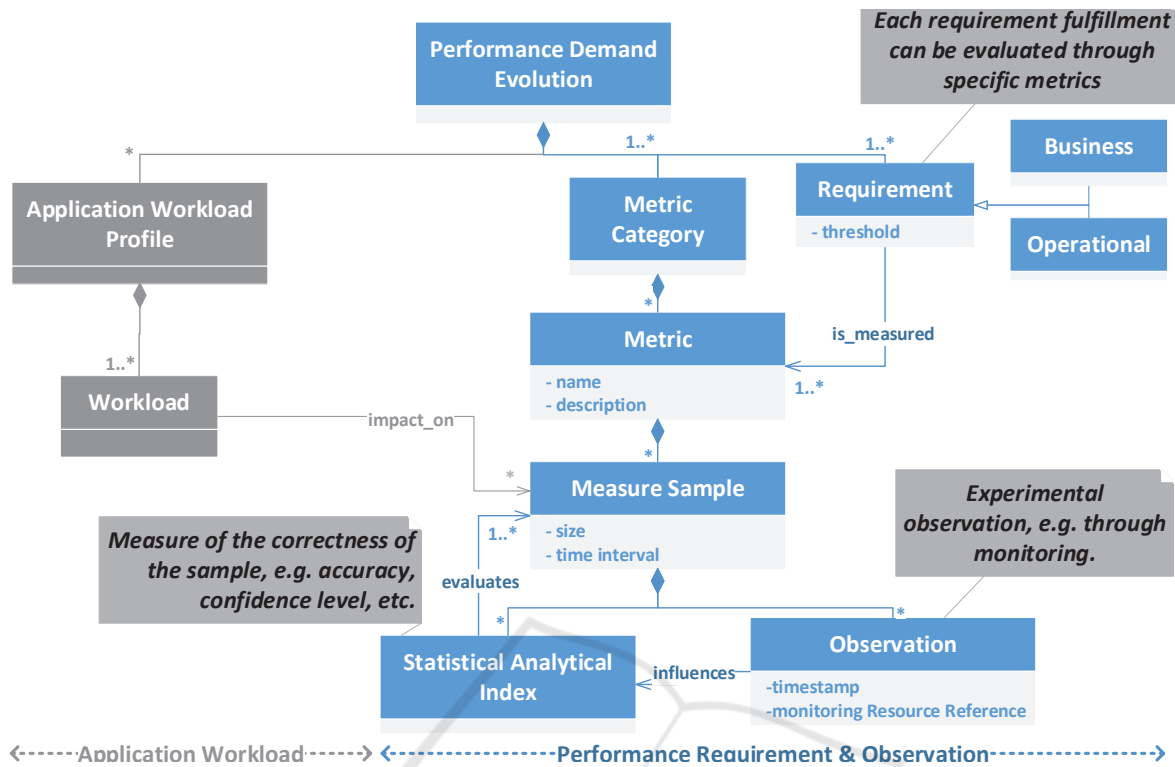 Each requirement fulfillment
can be evaluated through
specific metrics
Performance Demand
Evolution
*
1..*
1..*
Business
Operational
Application Workload
Profile
Metric
Category
Requirement
- threshold
*
is_measured
1..*
1..*
Metric
- name
- description
Workload
impact_on
*
*
Measure Sample
- size
- time interval
1..*
evaluates
Measure of the correctness of
the sample, e.g. accuracy,
confidence level, etc.
Experimental
observation, e.g. through
monitoring.
*
*
Statistical Analytical
Index
influences
Observation
-timestamp
-monitoring Resource Reference
Application Workload
Performance Requirement & Observation